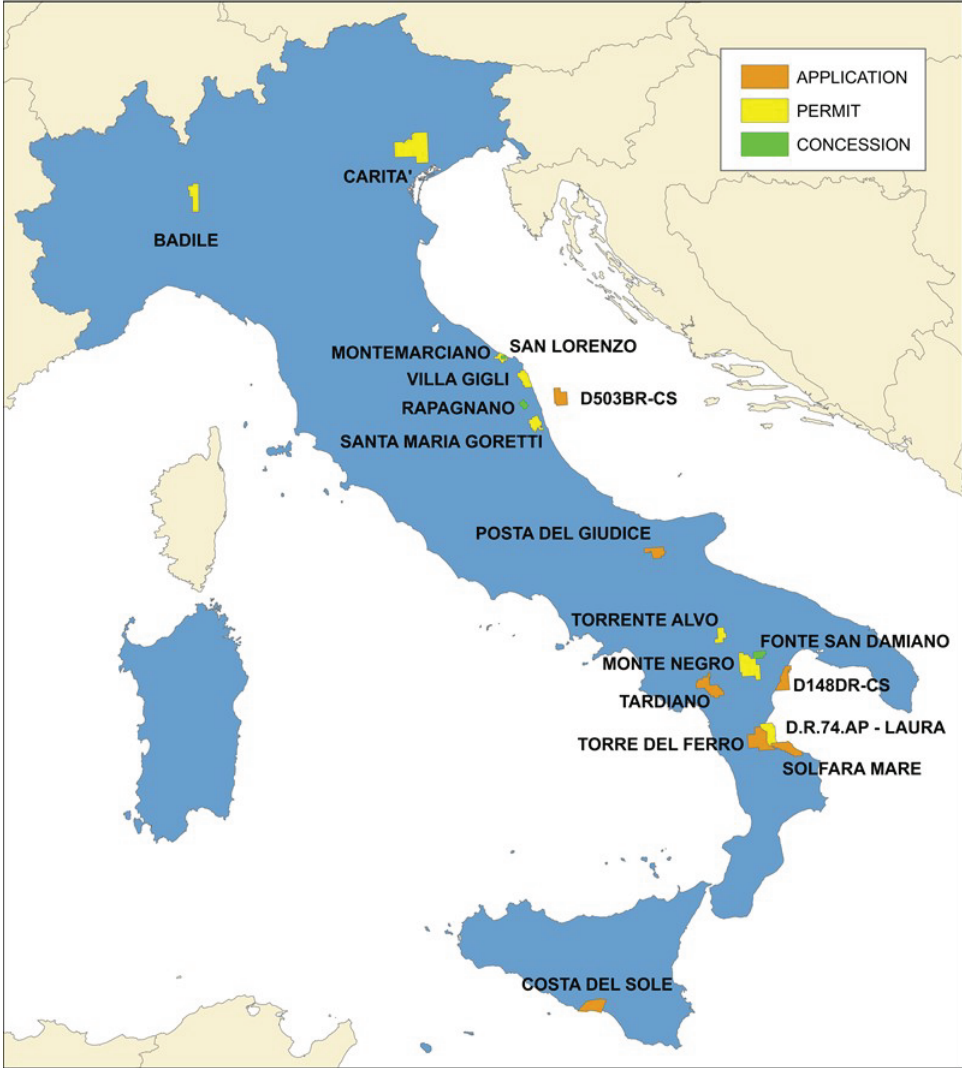 APPLICATION
PERMIT
CONCESSION
CARITA'
BADILE
SAN LORENZO
MONTEMARCIANO
VILLA GIGLI
D503BR-CS
RAPAGNANO
SANTA MARIA GORETTI
POSTA DEL GIUDICE
TORRENTE ALVO
FONTE SAN DAMIANO
MONTE NEGRO
D148DR-CS
TARDIANO
D.R.74.AP - LAURA
TORRE DEL FERRO
SOLFARA MARE
COSTA DEL SOLE